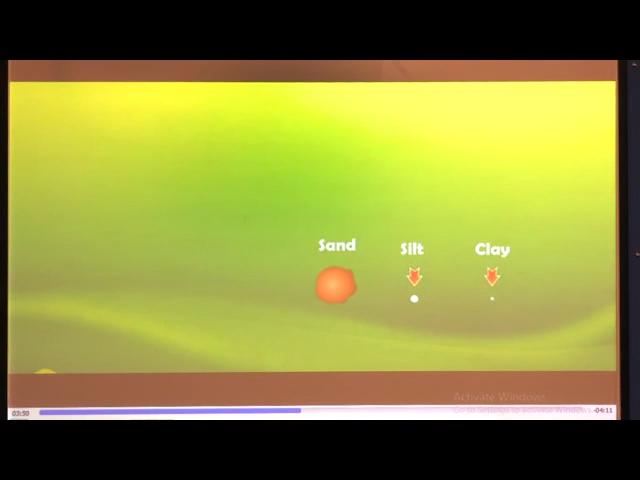 Sand
Silt
Clay
Activate Windows
Go to Settings to activate Windows.
03:50
-04:11